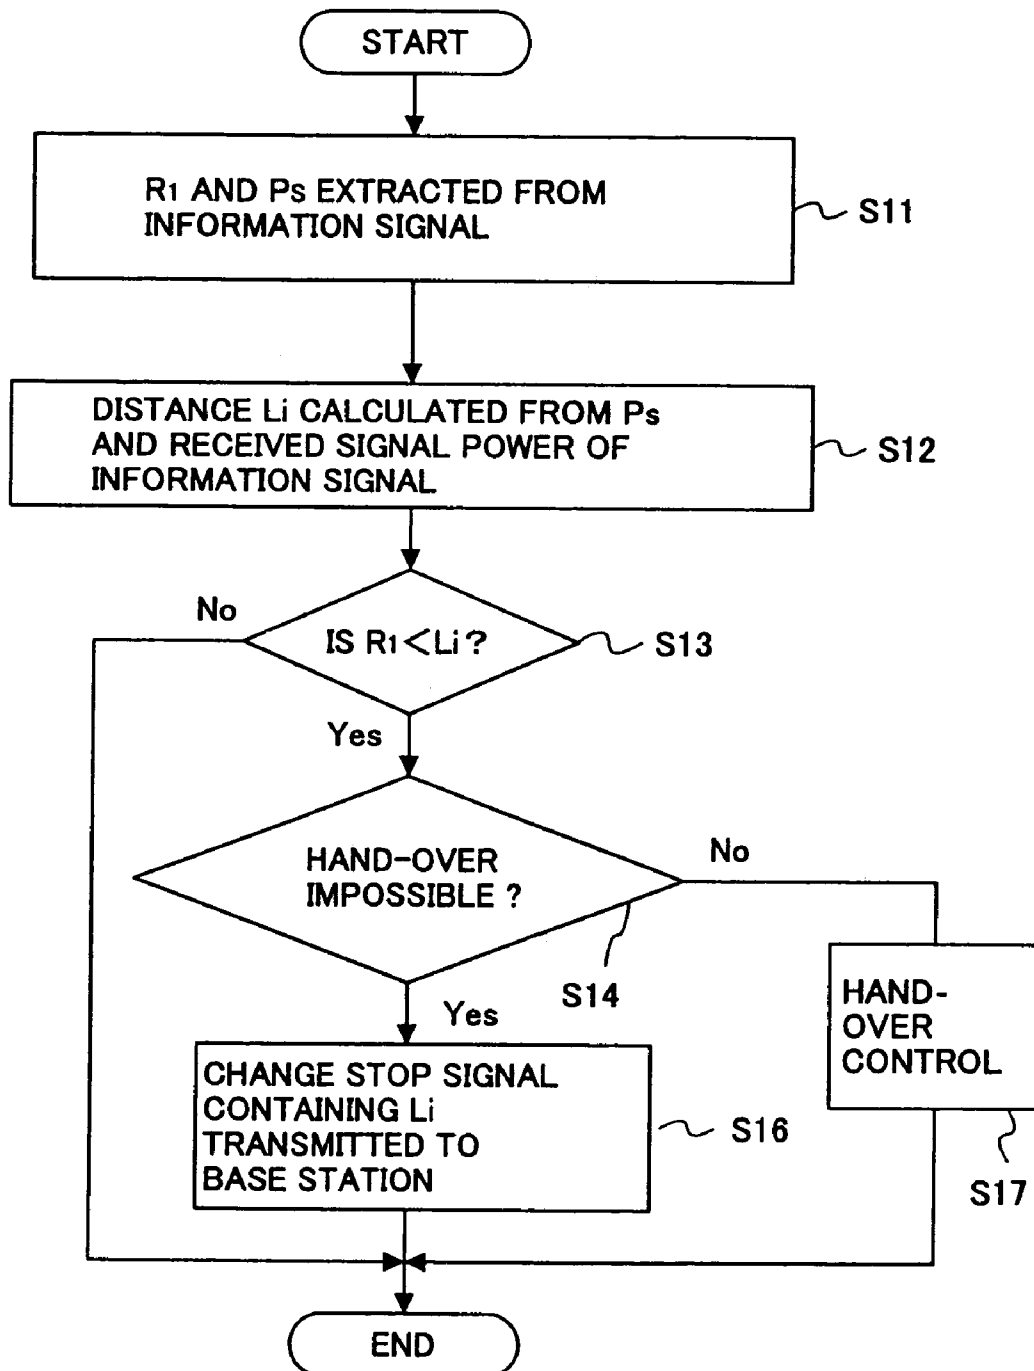 START
R1 AND Ps EXTRACTED FROM
INFORMATION SIGNAL
S11
DISTANCE Li CALCULATED FROM Ps
AND RECEIVED SIGNAL POWER OF
INFORMATION SIGNAL
S12
No
IS R1<Li?
S13
Yes
HAND-OVER
IMPOSSIBLE ?
No
S14
Yes
HAND-
OVER
CONTROL
CHANGE STOP SIGNAL
CONTAINING Li
TRANSMITTED TO
BASE STATION
S16
S17
END